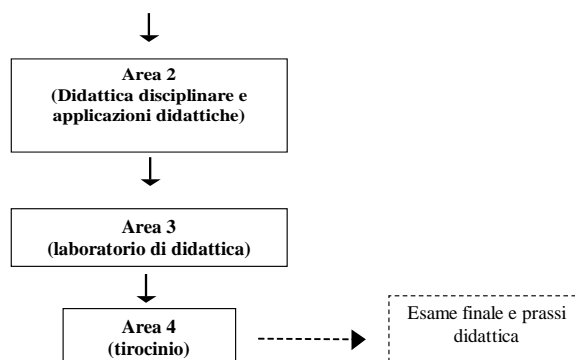 Area 2
(Didattica disciplinare e
applicazioni didattiche)
Area 3
(laboratorio di didattica)
Area 4
(tirocinio)
Esame finale e prassi
didattica